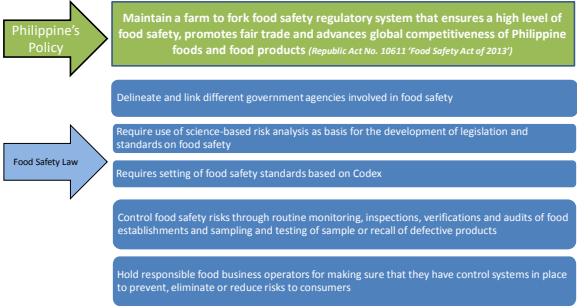 Philippine's
Policy
Maintain a farm to fork food safety regulatory system that ensures a high level of
food safety, promotes fair trade and advances global competitiveness of Philippine
foods and food products (Republic Act No. 10611 'Food Safety Act of 2013')
Delineate and link different government agencies involved in food safety
Food Safety Law
Require use of science-based risk analysis as basis for the development of legislation and
standards on food safety
Requires setting of food safety standards based on Codex
Control food safety risks through routine monitoring, inspections, verifications and audits of food
establishments and sampling and testing of sample or recall of defective products
Hold responsible food business operators for making sure that they have control systems in place
to prevent, eliminate or reduce risks to consumers